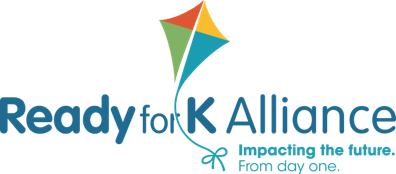 Ready for K Alliance
Impacting the future.
From day one.